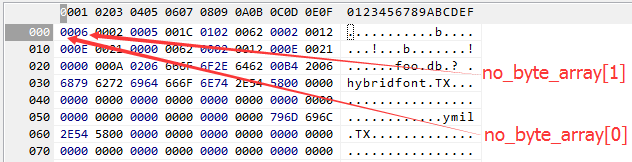 0001 0203 0405 0607 0809 0A0B 0C0D 0E0F 0123456789ABCDEF
000 0006 0002 0005 001C 0102 0062 0002 0012 ...........b....
010 000E 0021 0000 0062 0002 0012 000E 0021 ...!...b.......!
020 0000 000A 0206 666F 6F2E 6462 00B4 2006 ......foo.db.? .
030 6879 6272 6964 666F 6E74 2E54 5800 0000 hybridfont.TX...
no_byte_array[1]
040 0000 0000 0000 0000 0000 0000 0000 0000 ................
050 0000 0000 0000 0000 0000 0000 796D 696C ............ymil
060 2E54 5800 0000 0000 0000 0000 0000 0000 .TX.............
no_byte_array[0]
070 0000 0000 0000 0000 0000 0000 0000 0000 ................